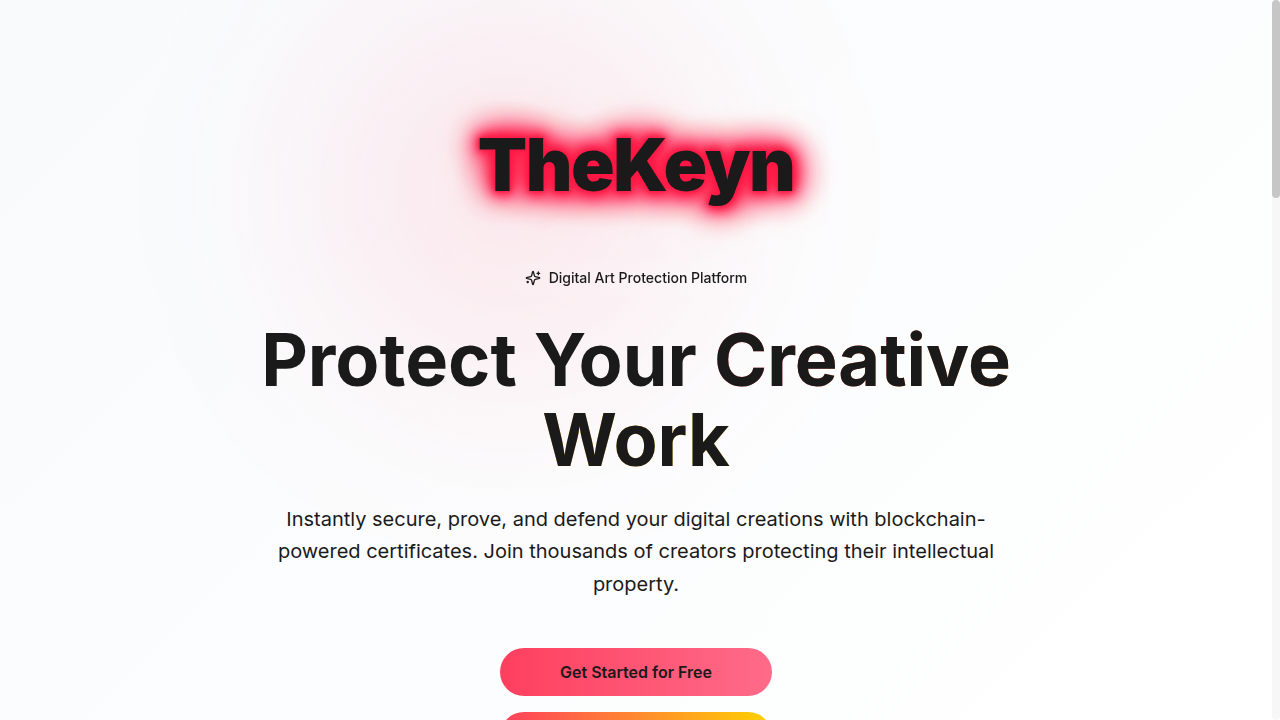 TheKeyn
Digital Art Protection Platform
Protect Your Creative
Work
Instantly secure, prove, and defend your digital creations with blockchain-
powered certificates. Join thousands of creators protecting their intellectual
property.
Get Started for Free